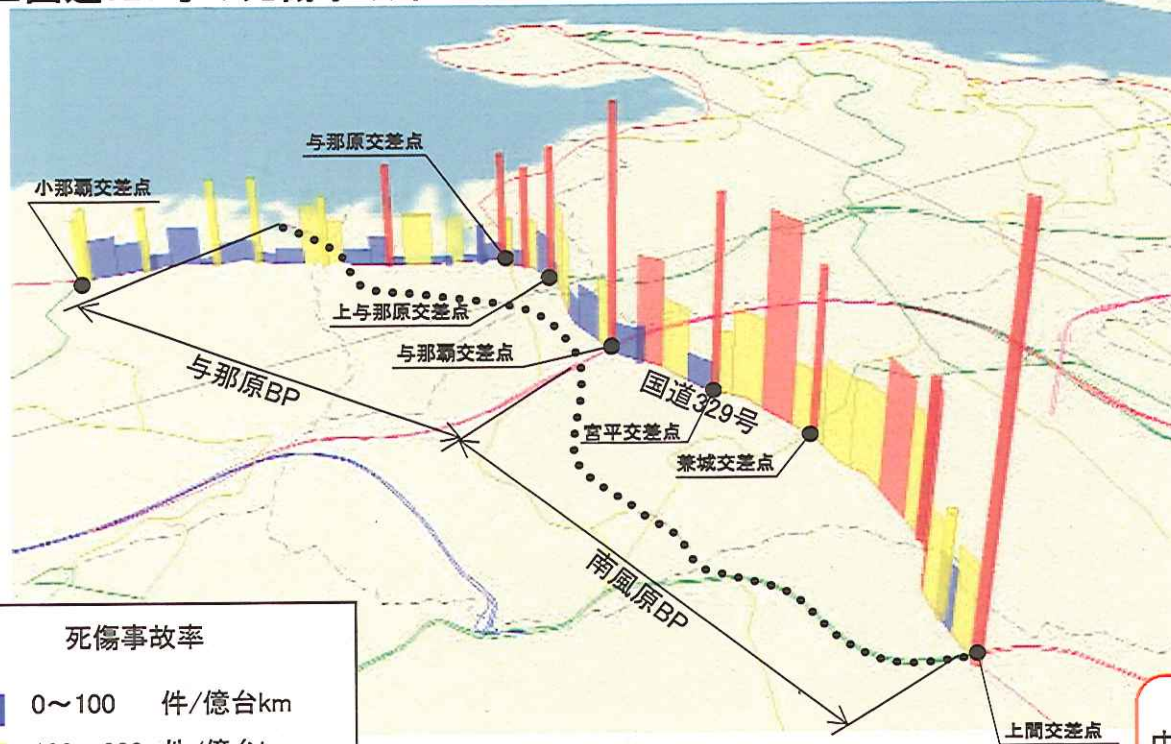 与那原交差点
小那覇交差点
上与那原交差点
与那覇交差点
与那原BP
国道329号
宮平交差点
兼城交差点
南風原BP
上間交差点
死傷事故率
0～100 件/億台km